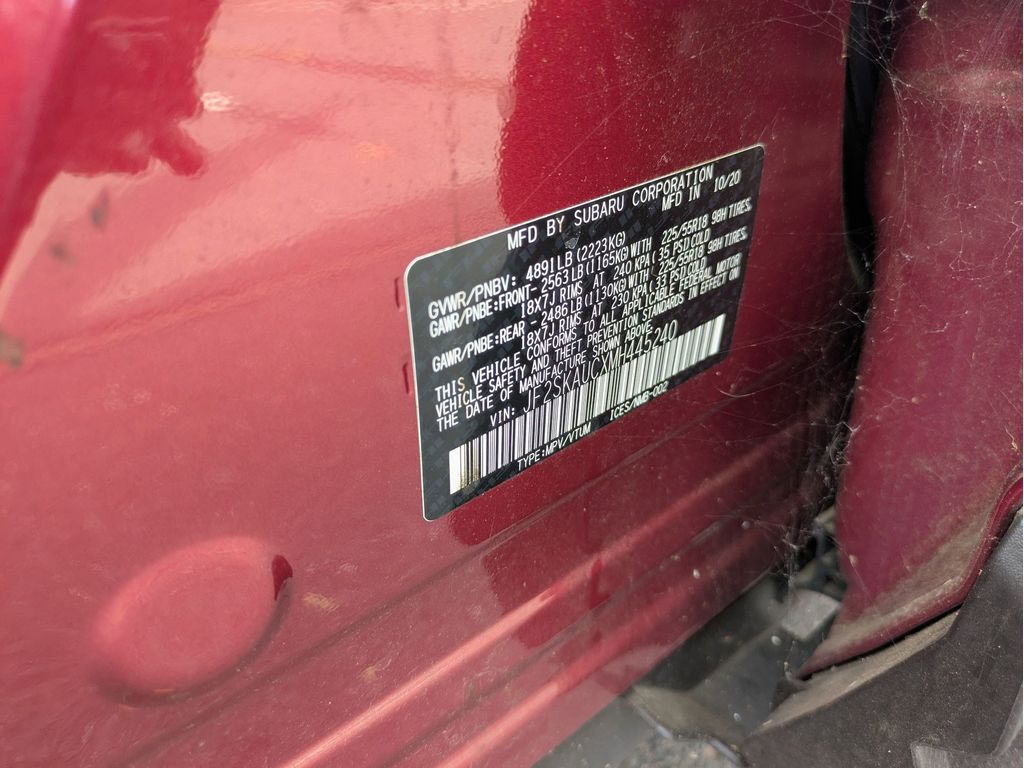 MFD BY SUBARU CORPORATION
MFD IN 10/20
GVWR/PNBV: 4891LB(2223KG)
GAWR/PNBE:FRONT-2563LB(1165KG)WITH 225/55R18 98H TIRES,
18X7J RIMS, AT 240 KPA(35 PSI)COLD
GAWR/PNBE:REAR -2486LB(1130KG)WITH 225/55R18 98H TIRES,
18X7J RIMS, AT 230 KPA(33 PSI)COLD
THIS VEHICLE CONFORMS TO ALL APPLICABLE FEDERAL MOTOR
VEHICLE SAFETY AND THEFT PREVENTION STANDARDS IN EFFECT ON
THE DATE OF MANUFACTURE SHOWN ABOVE.
VIN: JF2SKAUCXMH445240
TYPE:MPV/VTUM ICES/NMB-002